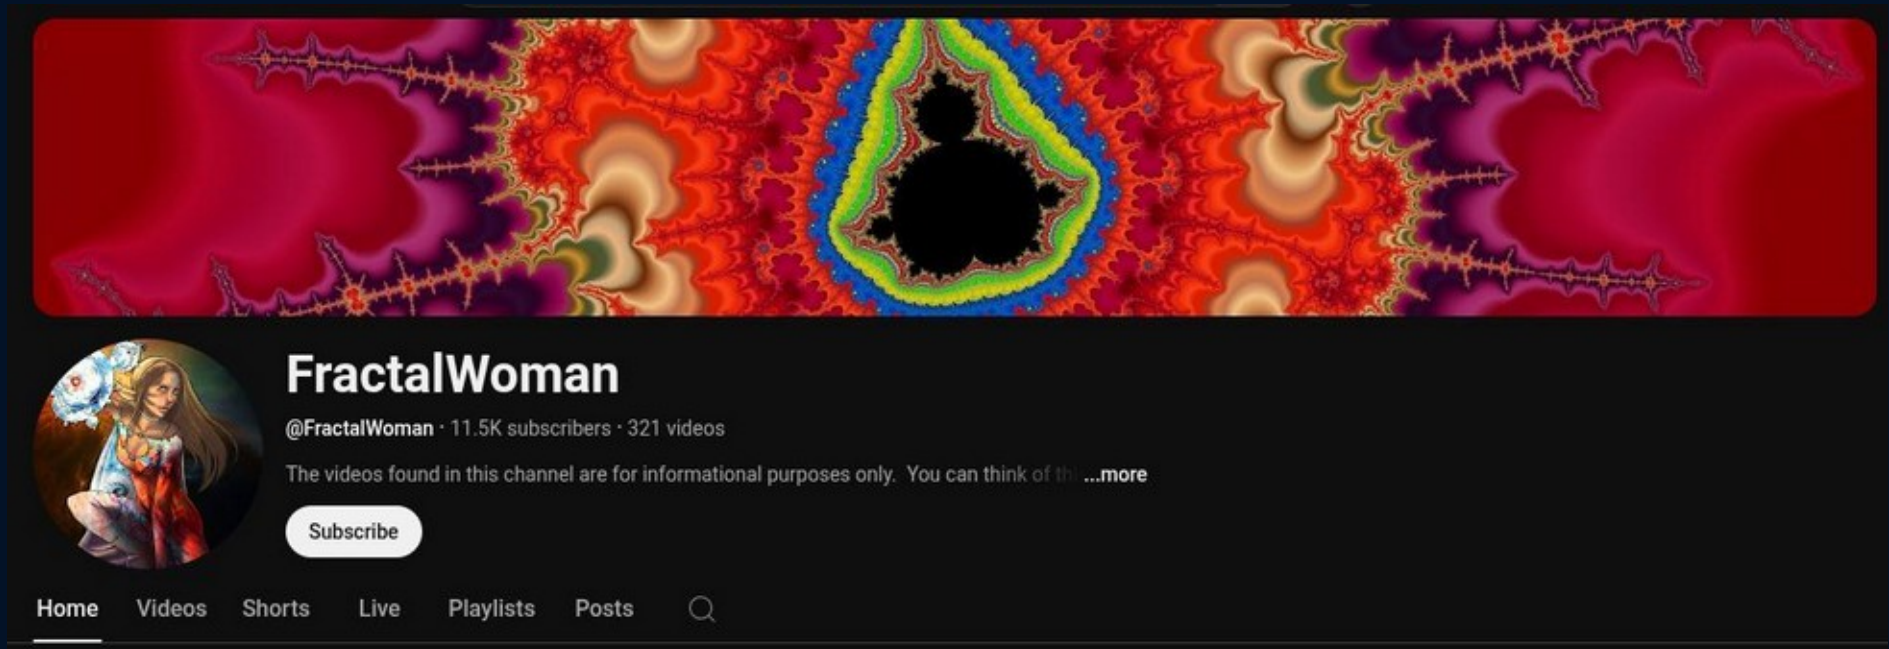 FractalWoman
@FractalWoman · 11.5K subscribers · 321 videos
The videos found in this channel are for informational purposes only.  You can think of ...more
Subscribe
Home Videos Shorts Live Playlists Posts